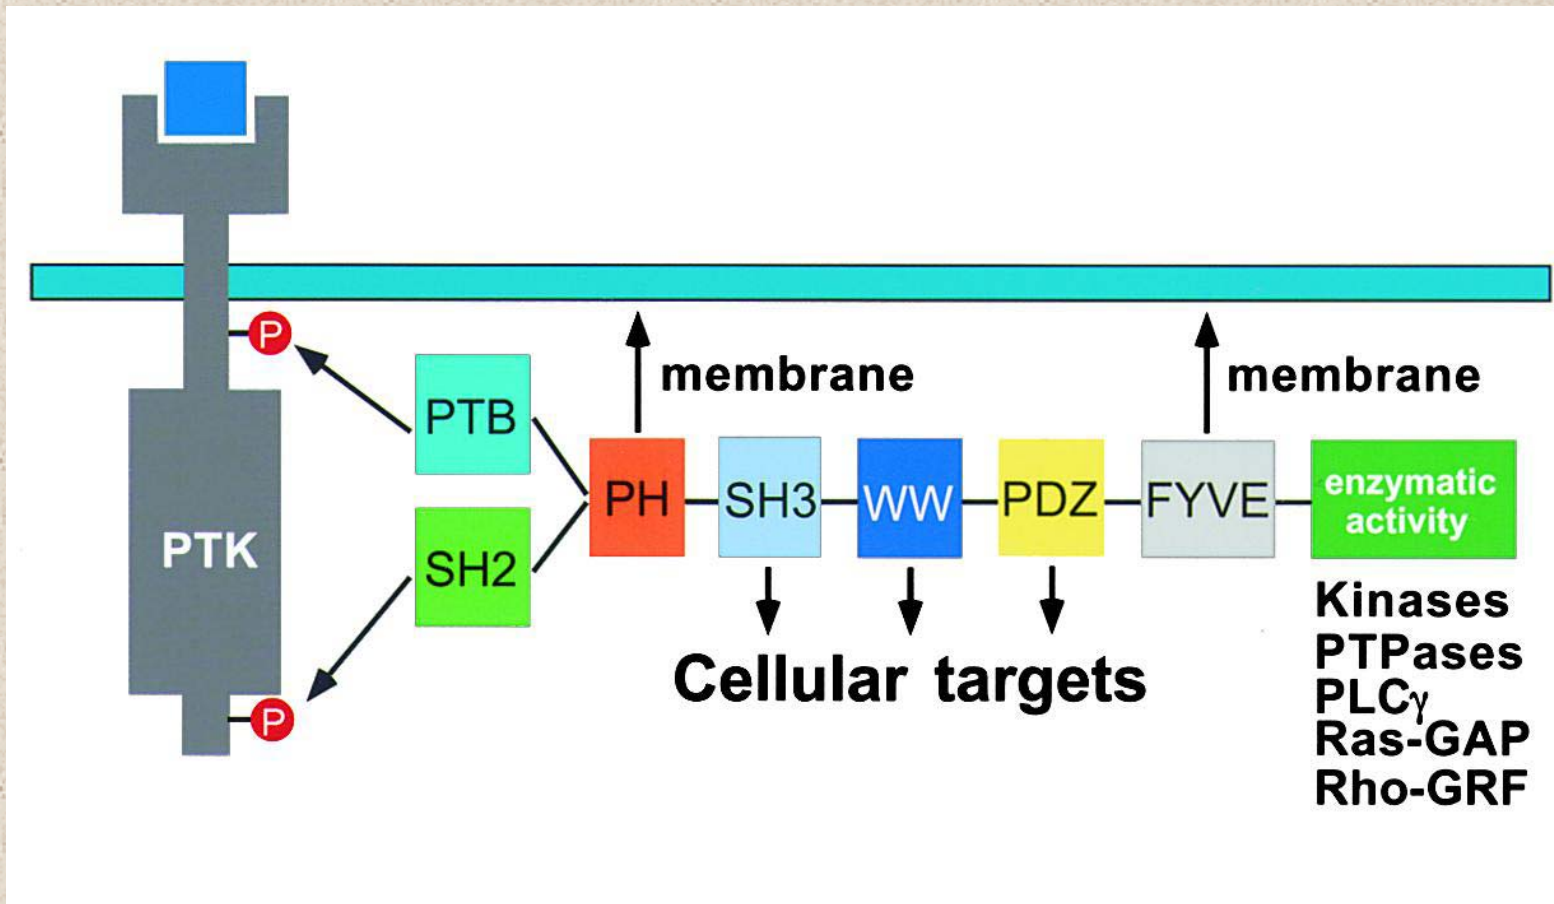 P
membrane
membrane
PTB
PH
SH3
WW
PDZ
FYVE
enzymatic
activity
PTK
SH2
P
Cellular targets
Kinases
PTPases
PLCγ
Ras-GAP
Rho-GRF